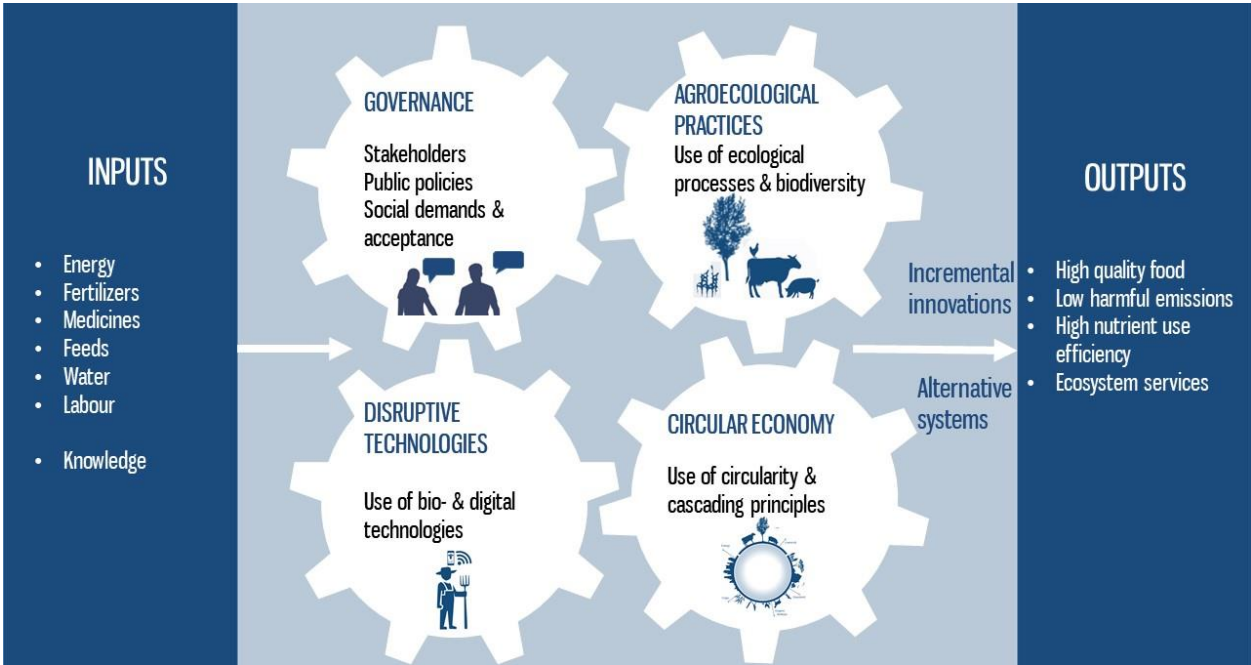 INPUTS
• Energy
• Fertilizers
• Medicines
• Feeds
• Water
• Labour
• Knowledge
GOVERNANCE
Stakeholders
Public policies
Social demands &
acceptance
AGROECOLOGICAL
PRACTICES
Use of ecological
processes & biodiversity
DISRUPTIVE
TECHNOLOGIES
Use of bio- & digital
technologies
CIRCULAR ECONOMY
Use of circularity &
cascading principles
Incremental
innovations
Alternative
systems
OUTPUTS
• High quality food
• Low harmful emissions
• High nutrient use
efficiency
• Ecosystem services